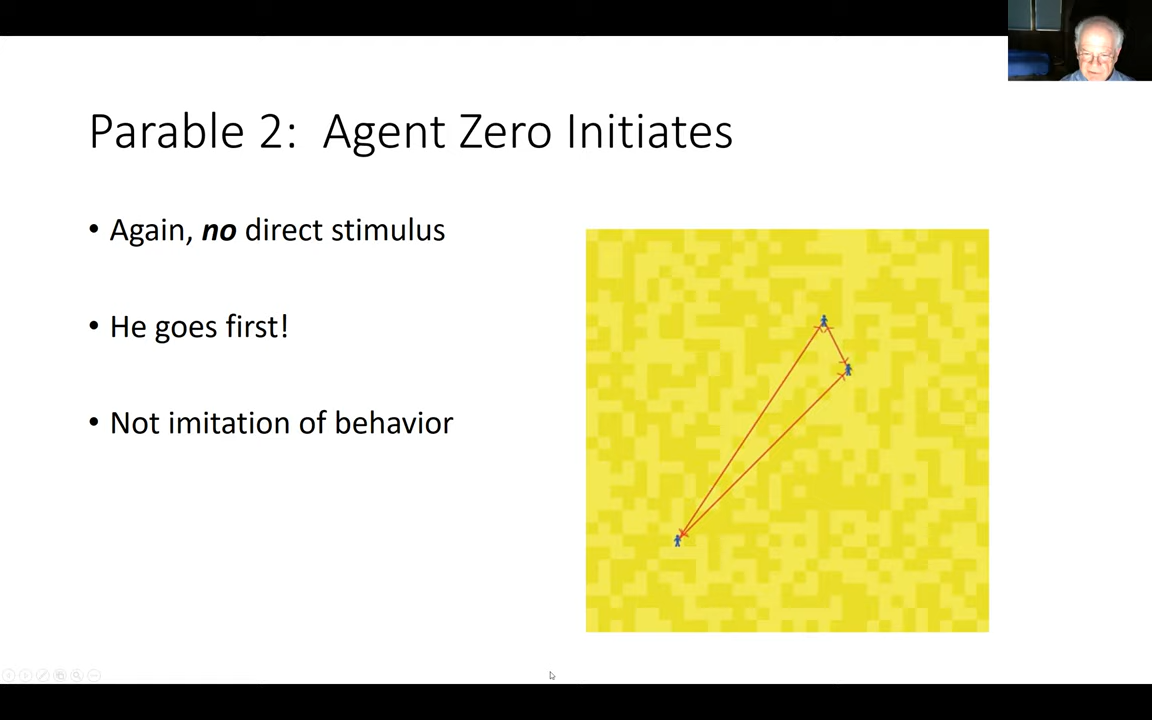 Parable 2: Agent Zero Initiates
• Again, no direct stimulus
• He goes first!
• Not imitation of behavior